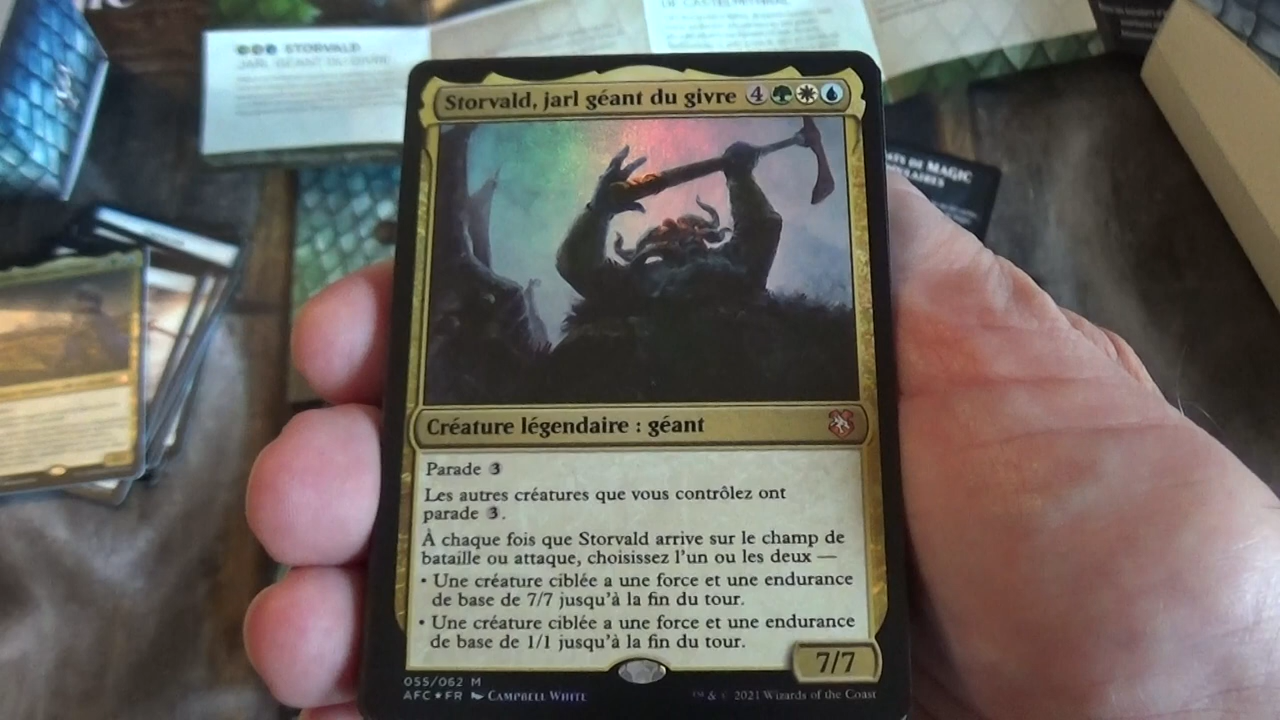 STORVALD
JARL GÉANT DU GIVRE
Storvald, jarl géant du givre 4
Créature légendaire : géant
Parade 3
Les autres créatures que vous contrôlez ont
parade 3.
À chaque fois que Storvald arrive sur le champ de
bataille ou attaque, choisissez l'un ou les deux —
• Une créature ciblée a une force et une endurance
de base de 7/7 jusqu'à la fin du tour.
• Une créature ciblée a une force et une endurance
de base de 1/1 jusqu'à la fin du tour.
7/7
055/062 M
AFC★FR CAMPBELL WHITE
™ & © 2021 Wizards of the Coast
DE MAGIC